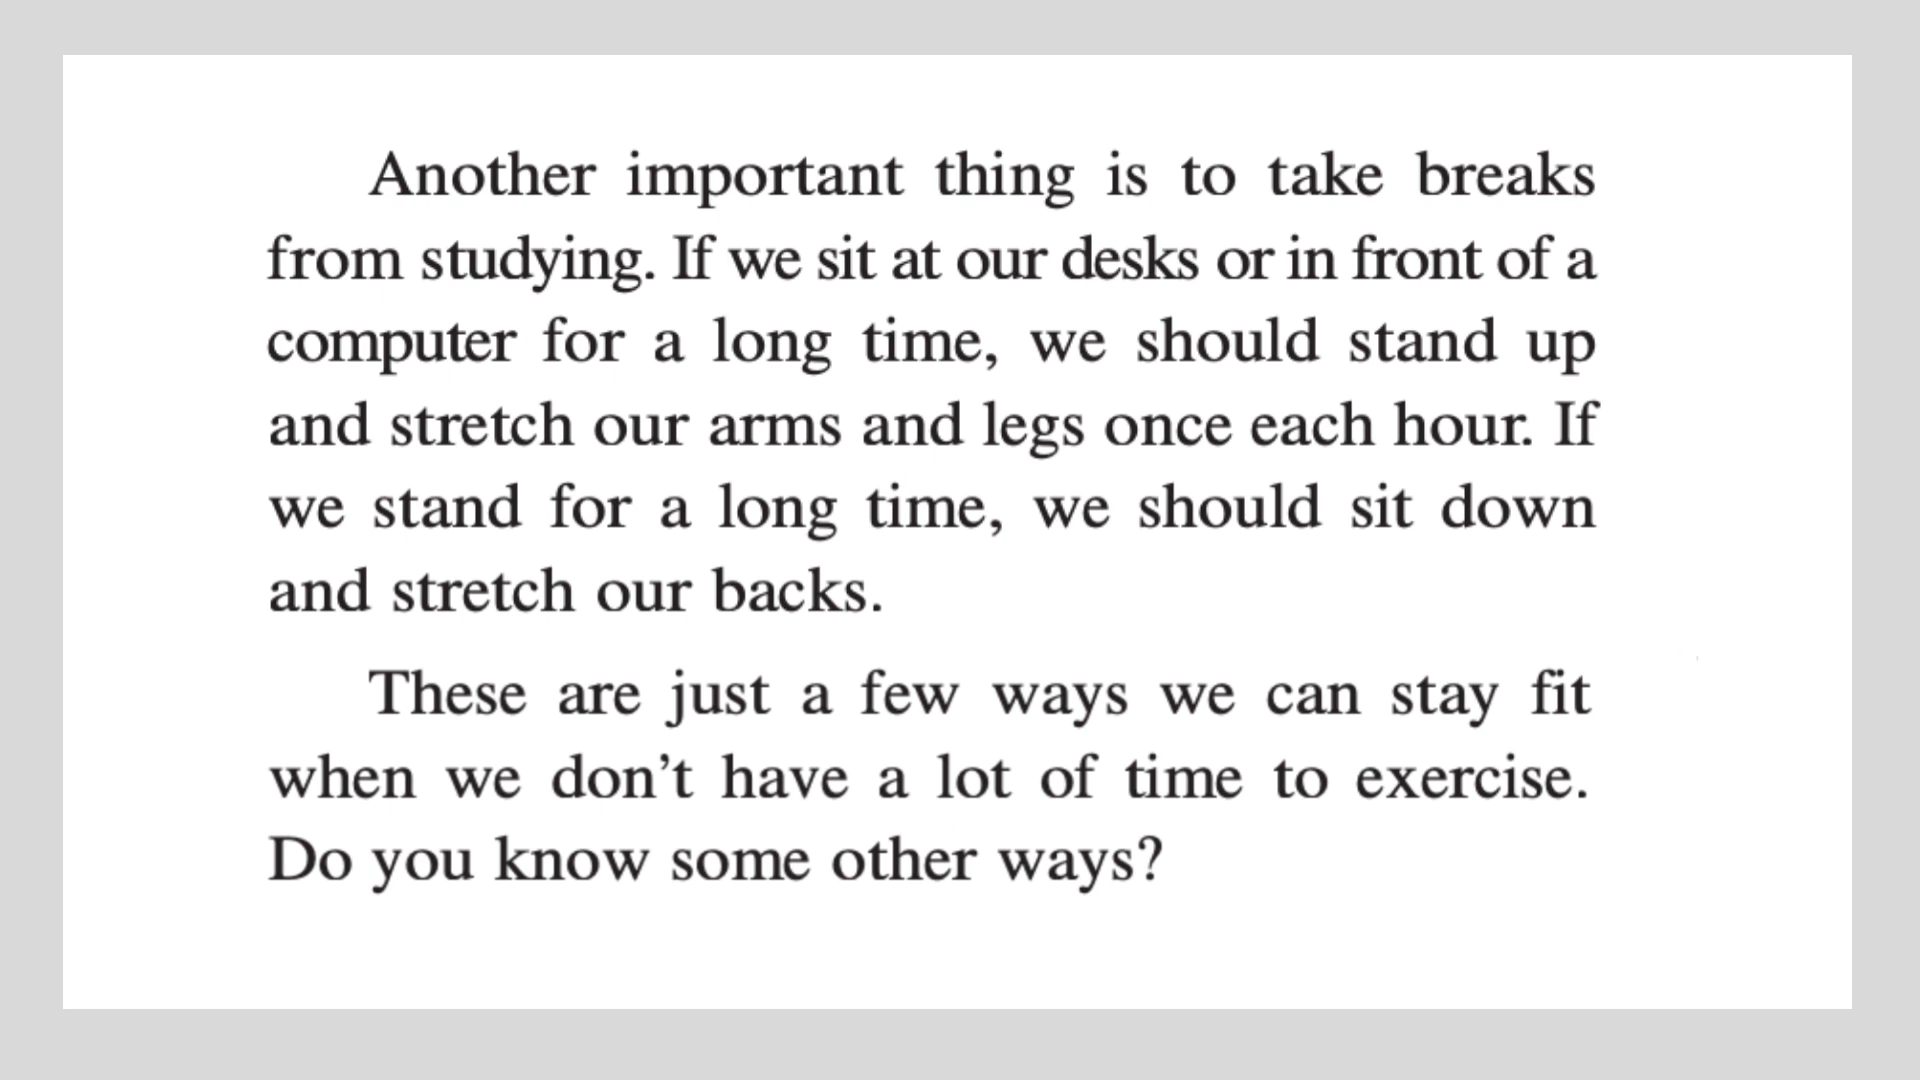 Another important thing is to take breaks
from studying. If we sit at our desks or in front of a
computer for a long time, we should stand up
and stretch our arms and legs once each hour. If
we stand for a long time, we should sit down
and stretch our backs.
These are just a few ways we can stay fit
when we don’t have a lot of time to exercise.
Do you know some other ways?